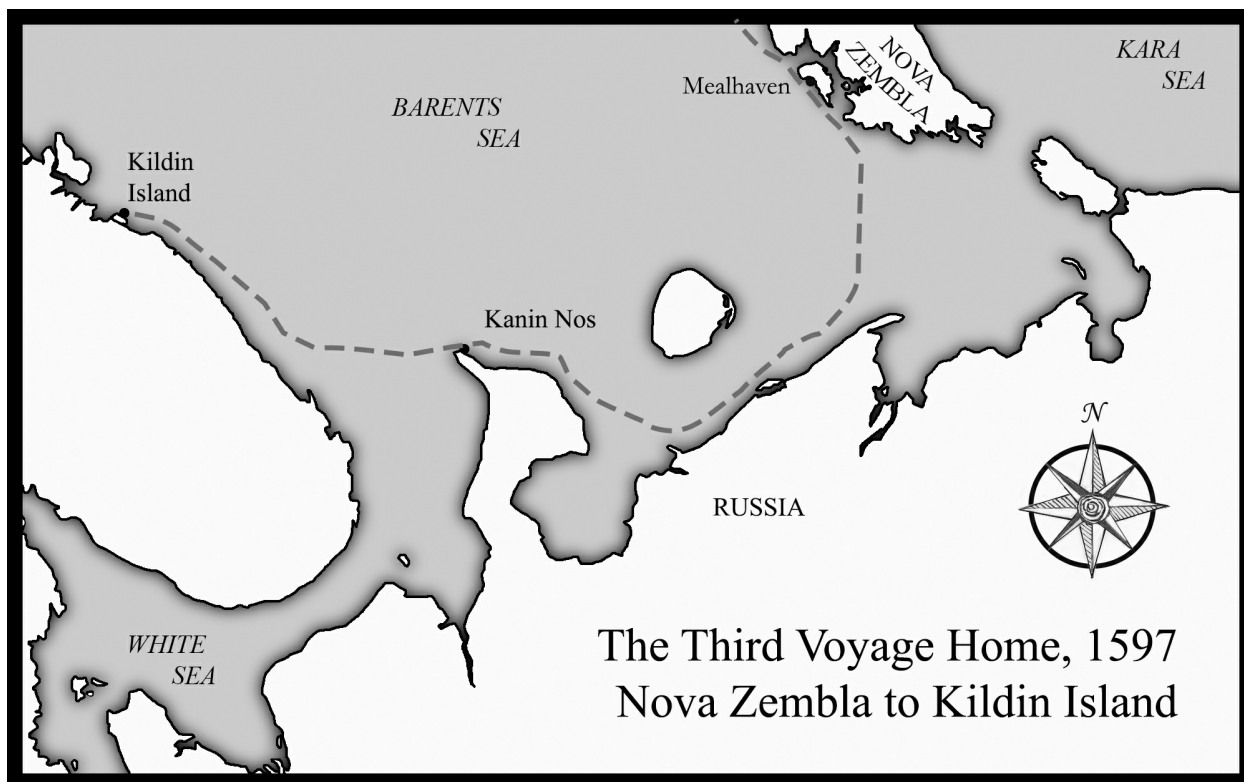 NOVA
ZEMBLA
KARA
SEA
Mealhaven
BARENTS
SEA
Kildin
Island
Kanin Nos
N
RUSSIA
WHITE
SEA
The Third Voyage Home, 1597
Nova Zembla to Kildin Island